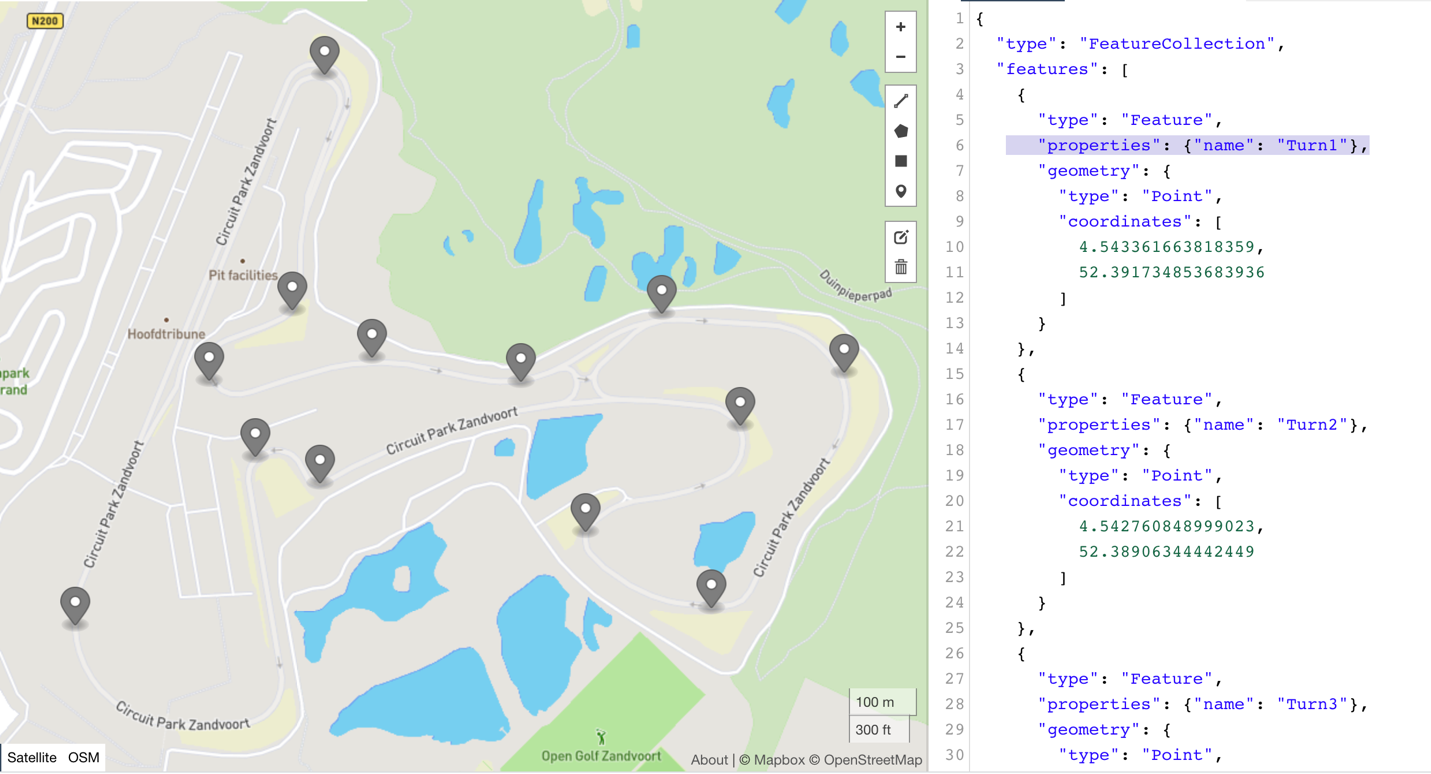 N200
+
−
Circuit Park Zandvoort
Pit facilities
Hoofdtribune
Duinpieperpad
park
rand
Circuit Park Zandvoort
Circuit Park Zandvoort
Circuit Park Zandvoort
Circuit Park Zandvoort
Open Golf Zandvoort
100 m
300 ft
Satellite OSM
About | © Mapbox © OpenStreetMap
1 {
2 "type": "FeatureCollection",
3 "features": [
4 {
5 "type": "Feature",
6 "properties": {"name": "Turn1"},
7 "geometry": {
8 "type": "Point",
9 "coordinates": [
10 4.543361663818359,
11 52.391734853683936
12 ]
13 }
14 },
15 {
16 "type": "Feature",
17 "properties": {"name": "Turn2"},
18 "geometry": {
19 "type": "Point",
20 "coordinates": [
21 4.542760848999023,
22 52.38906344442449
23 ]
24 }
25 },
26 {
27 "type": "Feature",
28 "properties": {"name": "Turn3"},
29 "geometry": {
30 "type": "Point",